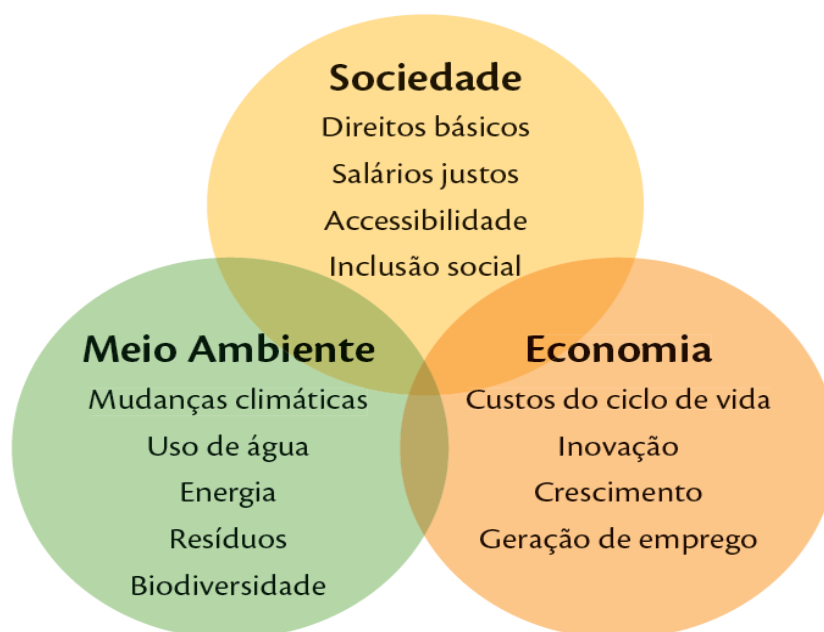 Sociedade
Direitos básicos
Salários justos
Accessibilidade
Inclusão social
Meio Ambiente
Mudanças climáticas
Uso de água
Energia
Resíduos
Biodiversidade
Economia
Custos do ciclo de vida
Inovação
Crescimento
Geração de emprego